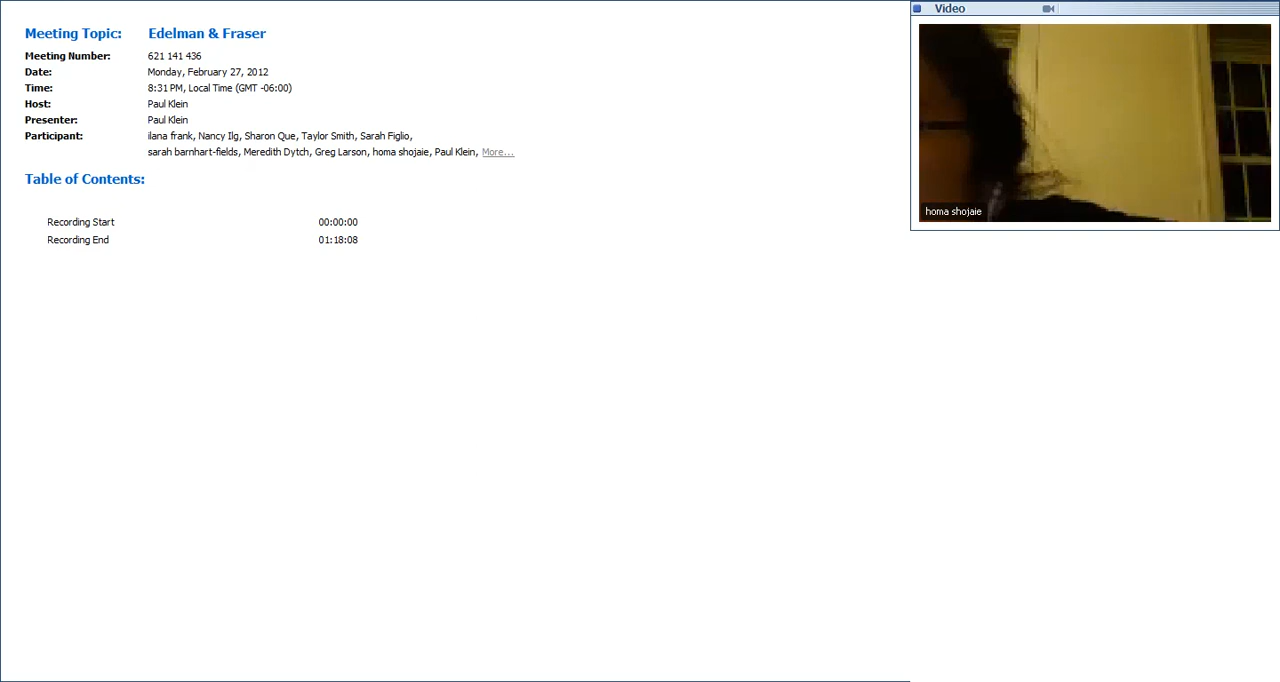 Meeting Topic: Edelman & Fraser
Meeting Number: 621 141 436
Date: Monday, February 27, 2012
Time: 8:31 PM, Local Time (GMT -06:00)
Host: Paul Klein
Presenter: Paul Klein
Participant: ilana frank, Nancy Ilg, Sharon Que, Taylor Smith, Sarah Figlio,
sarah barnhart-fields, Meredith Dytch, Greg Larson, homa shojaie, Paul Klein, More...
Table of Contents:
Recording Start 00:00:00
Recording End 01:18:08
Video
homa shojaie